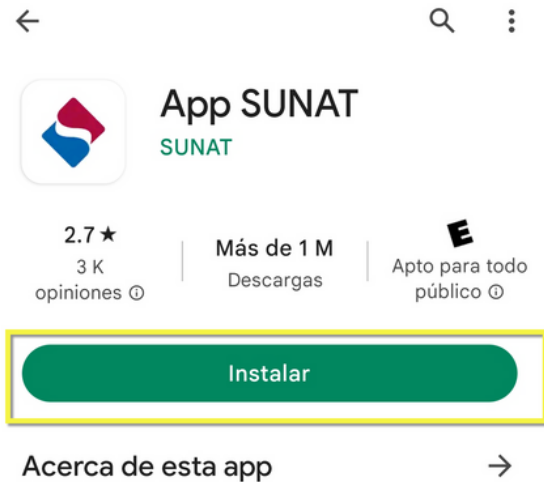 App SUNAT
SUNAT
2.7★
3 K
opiniones
Más de 1 M
Descargas
E
Apto para todo
público
Instalar
Acerca de esta app